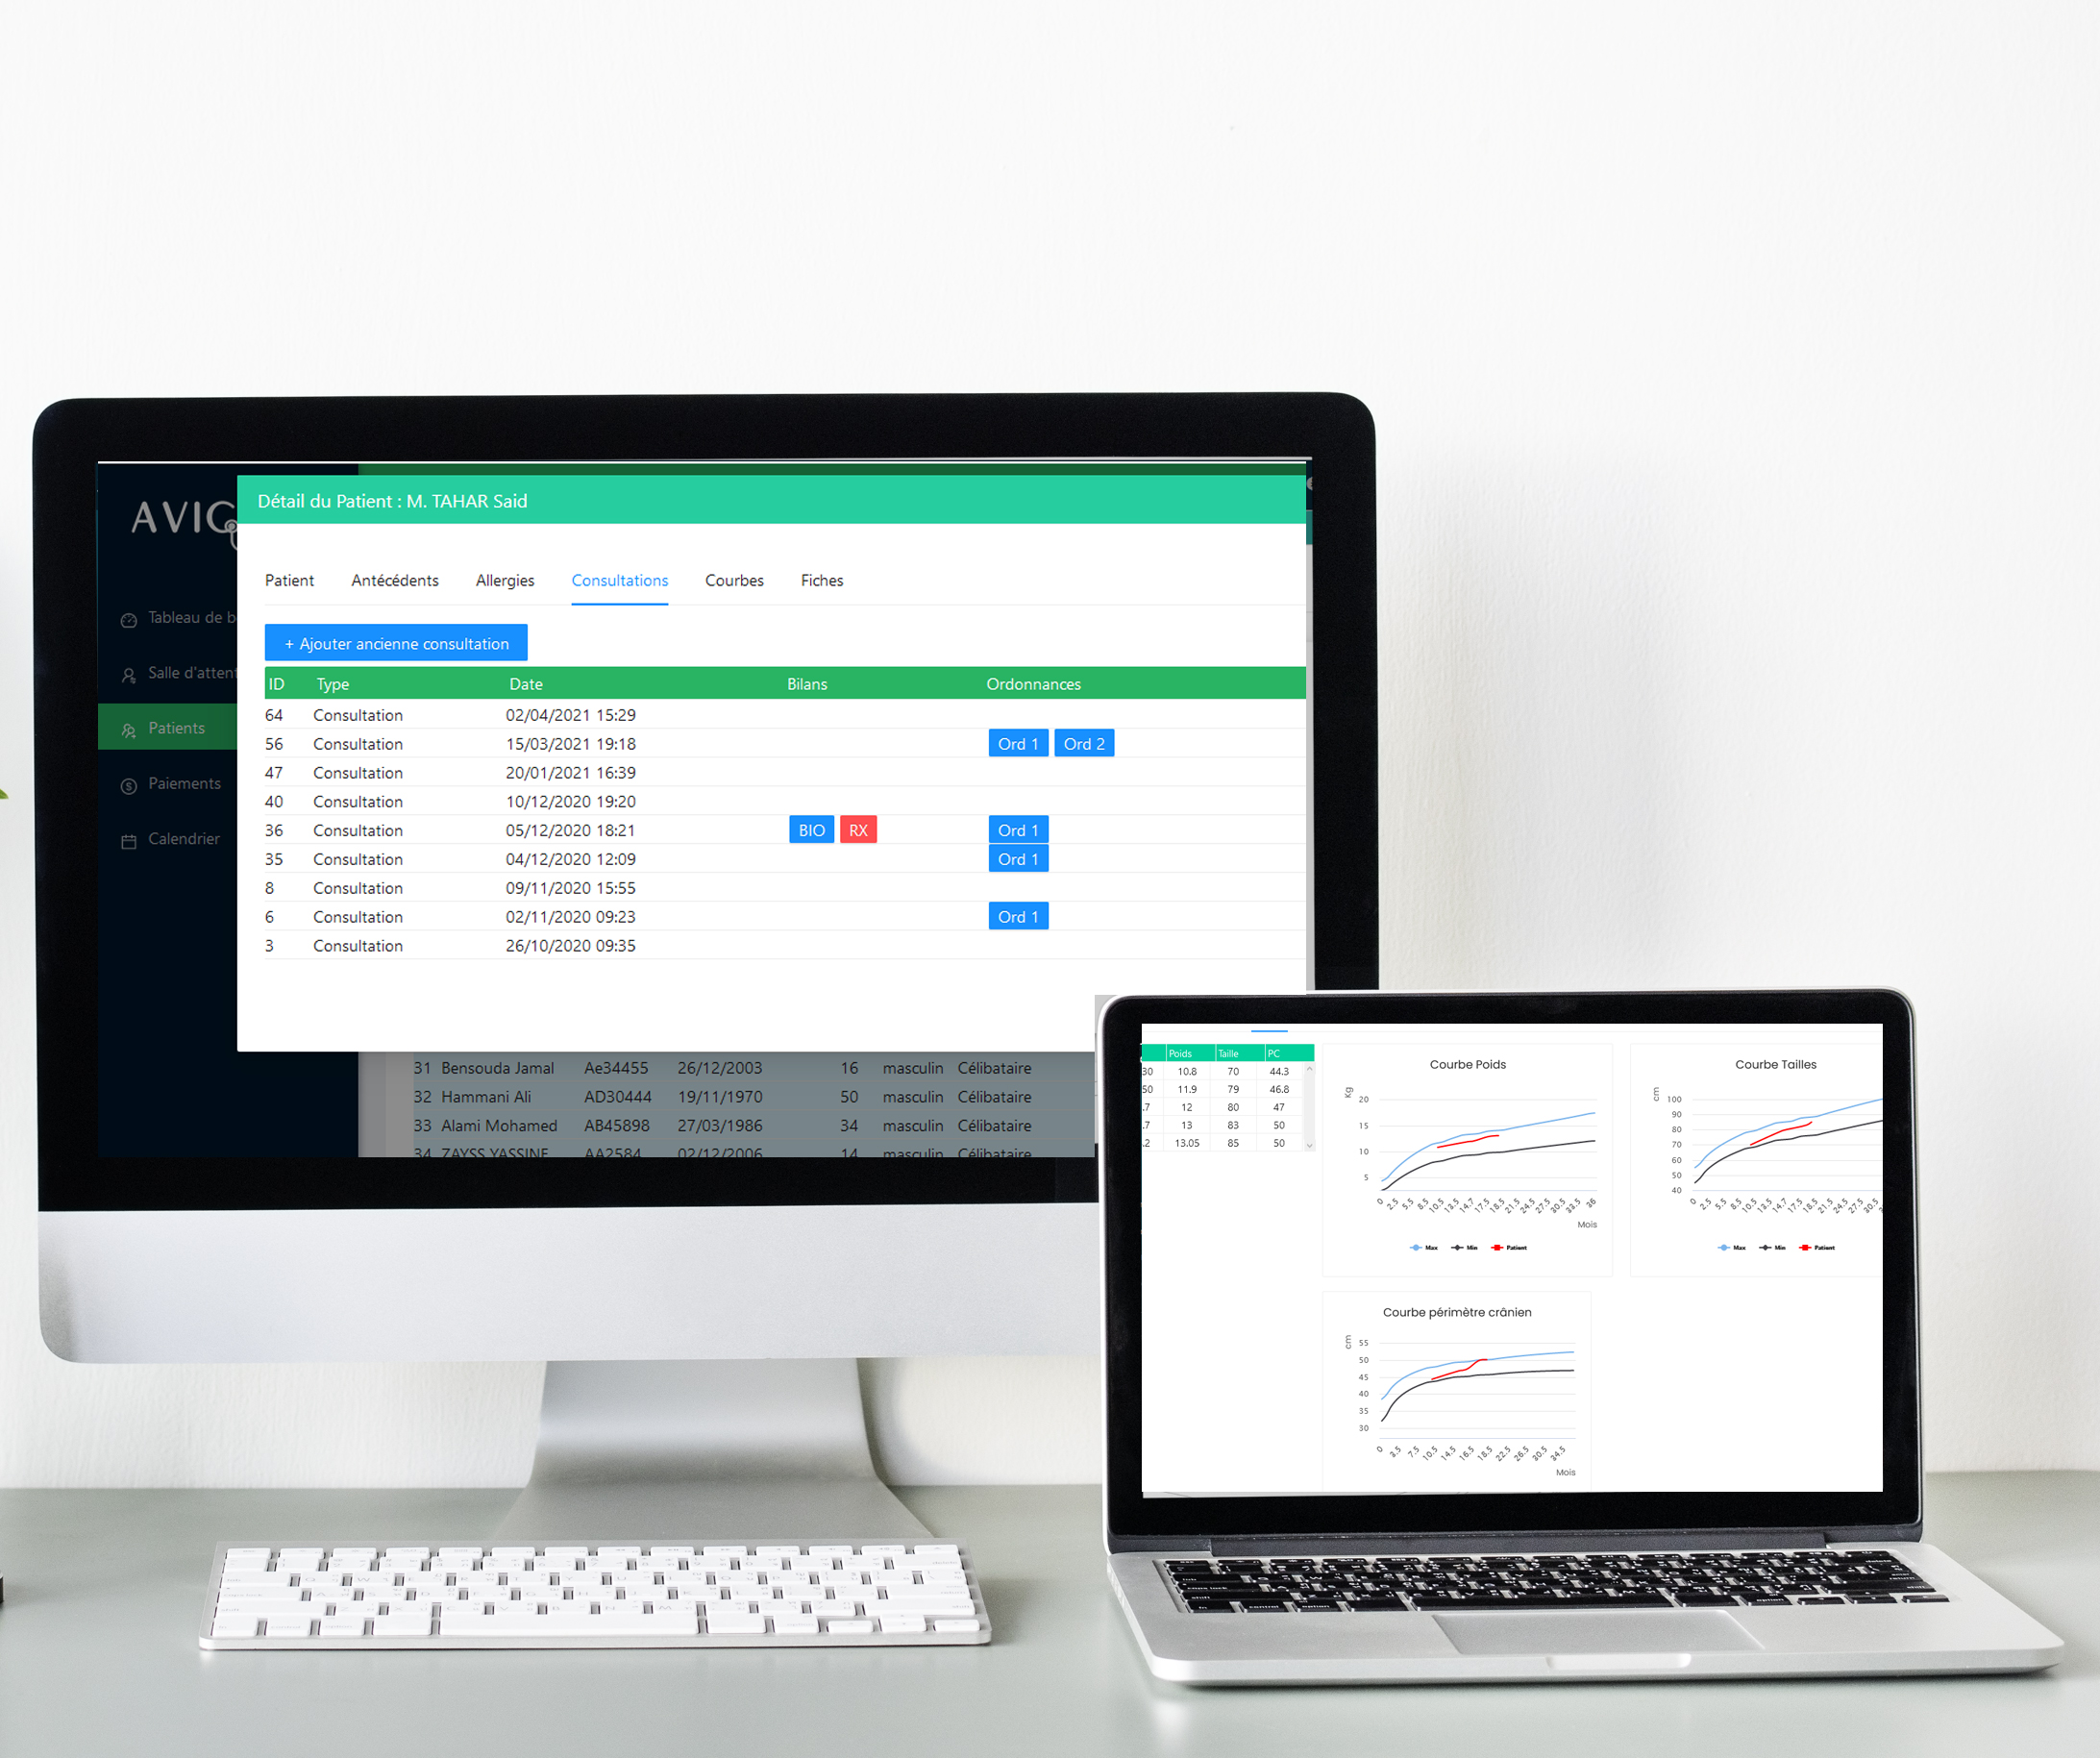 Détail du Patient : M. TAHAR Said
Patient Antécédents Allergies Consultations Courbes Fiches
+ Ajouter ancienne consultation
ID Type Date Bilans Ordonnances
64 Consultation 02/04/2021 15:29
56 Consultation 15/03/2021 19:18 Ord 1 Ord 2
47 Consultation 20/01/2021 16:39
40 Consultation 10/12/2020 19:20
36 Consultation 05/12/2020 18:21 BIO RX Ord 1
35 Consultation 04/12/2020 12:09 Ord 1
8 Consultation 09/11/2020 15:55
6 Consultation 02/11/2020 09:23 Ord 1
3 Consultation 26/10/2020 09:35
AVIC
Tableau de b
Salle d'attent
Patients
Paiements
Calendrier
31 Bensouda Jamal Ae34455 26/12/2003 16 masculin Célibataire
32 Hammani Ali AD30444 19/11/1970 50 masculin Célibataire
33 Alami Mohamed AB45898 27/03/1986 34 masculin Célibataire
34 ZAYSS YASSINE AA2584 02/12/2006 14 masculin Célibataire
Poids Taille PC
30 10.8 70 44.3
50 11.9 79 46.8
.7 12 80 47
.7 13 83 50
.2 13.05 85 50
Courbe Poids
Kg
20
15
10
5
0 2.5 5.5 8.5 10.5 13.5 14.7 17.5 18.5 21.5 24.5 27.5 30.5 33.5 36
Mois
Max Min Patient
Courbe Tailles
cm
100
90
80
70
60
50
40
0 2.5 5.5 8.5 10.5 13.5 14.7 17.5 18.5 21.5 24.5 27.5 30.5
Max Min Patient
Courbe périmètre crânien
cm
55
50
45
40
35
30
0 3.5 7.5 10.5 14.5 16.5 18.5 22.5 26.5 30.5 34.5
Mois